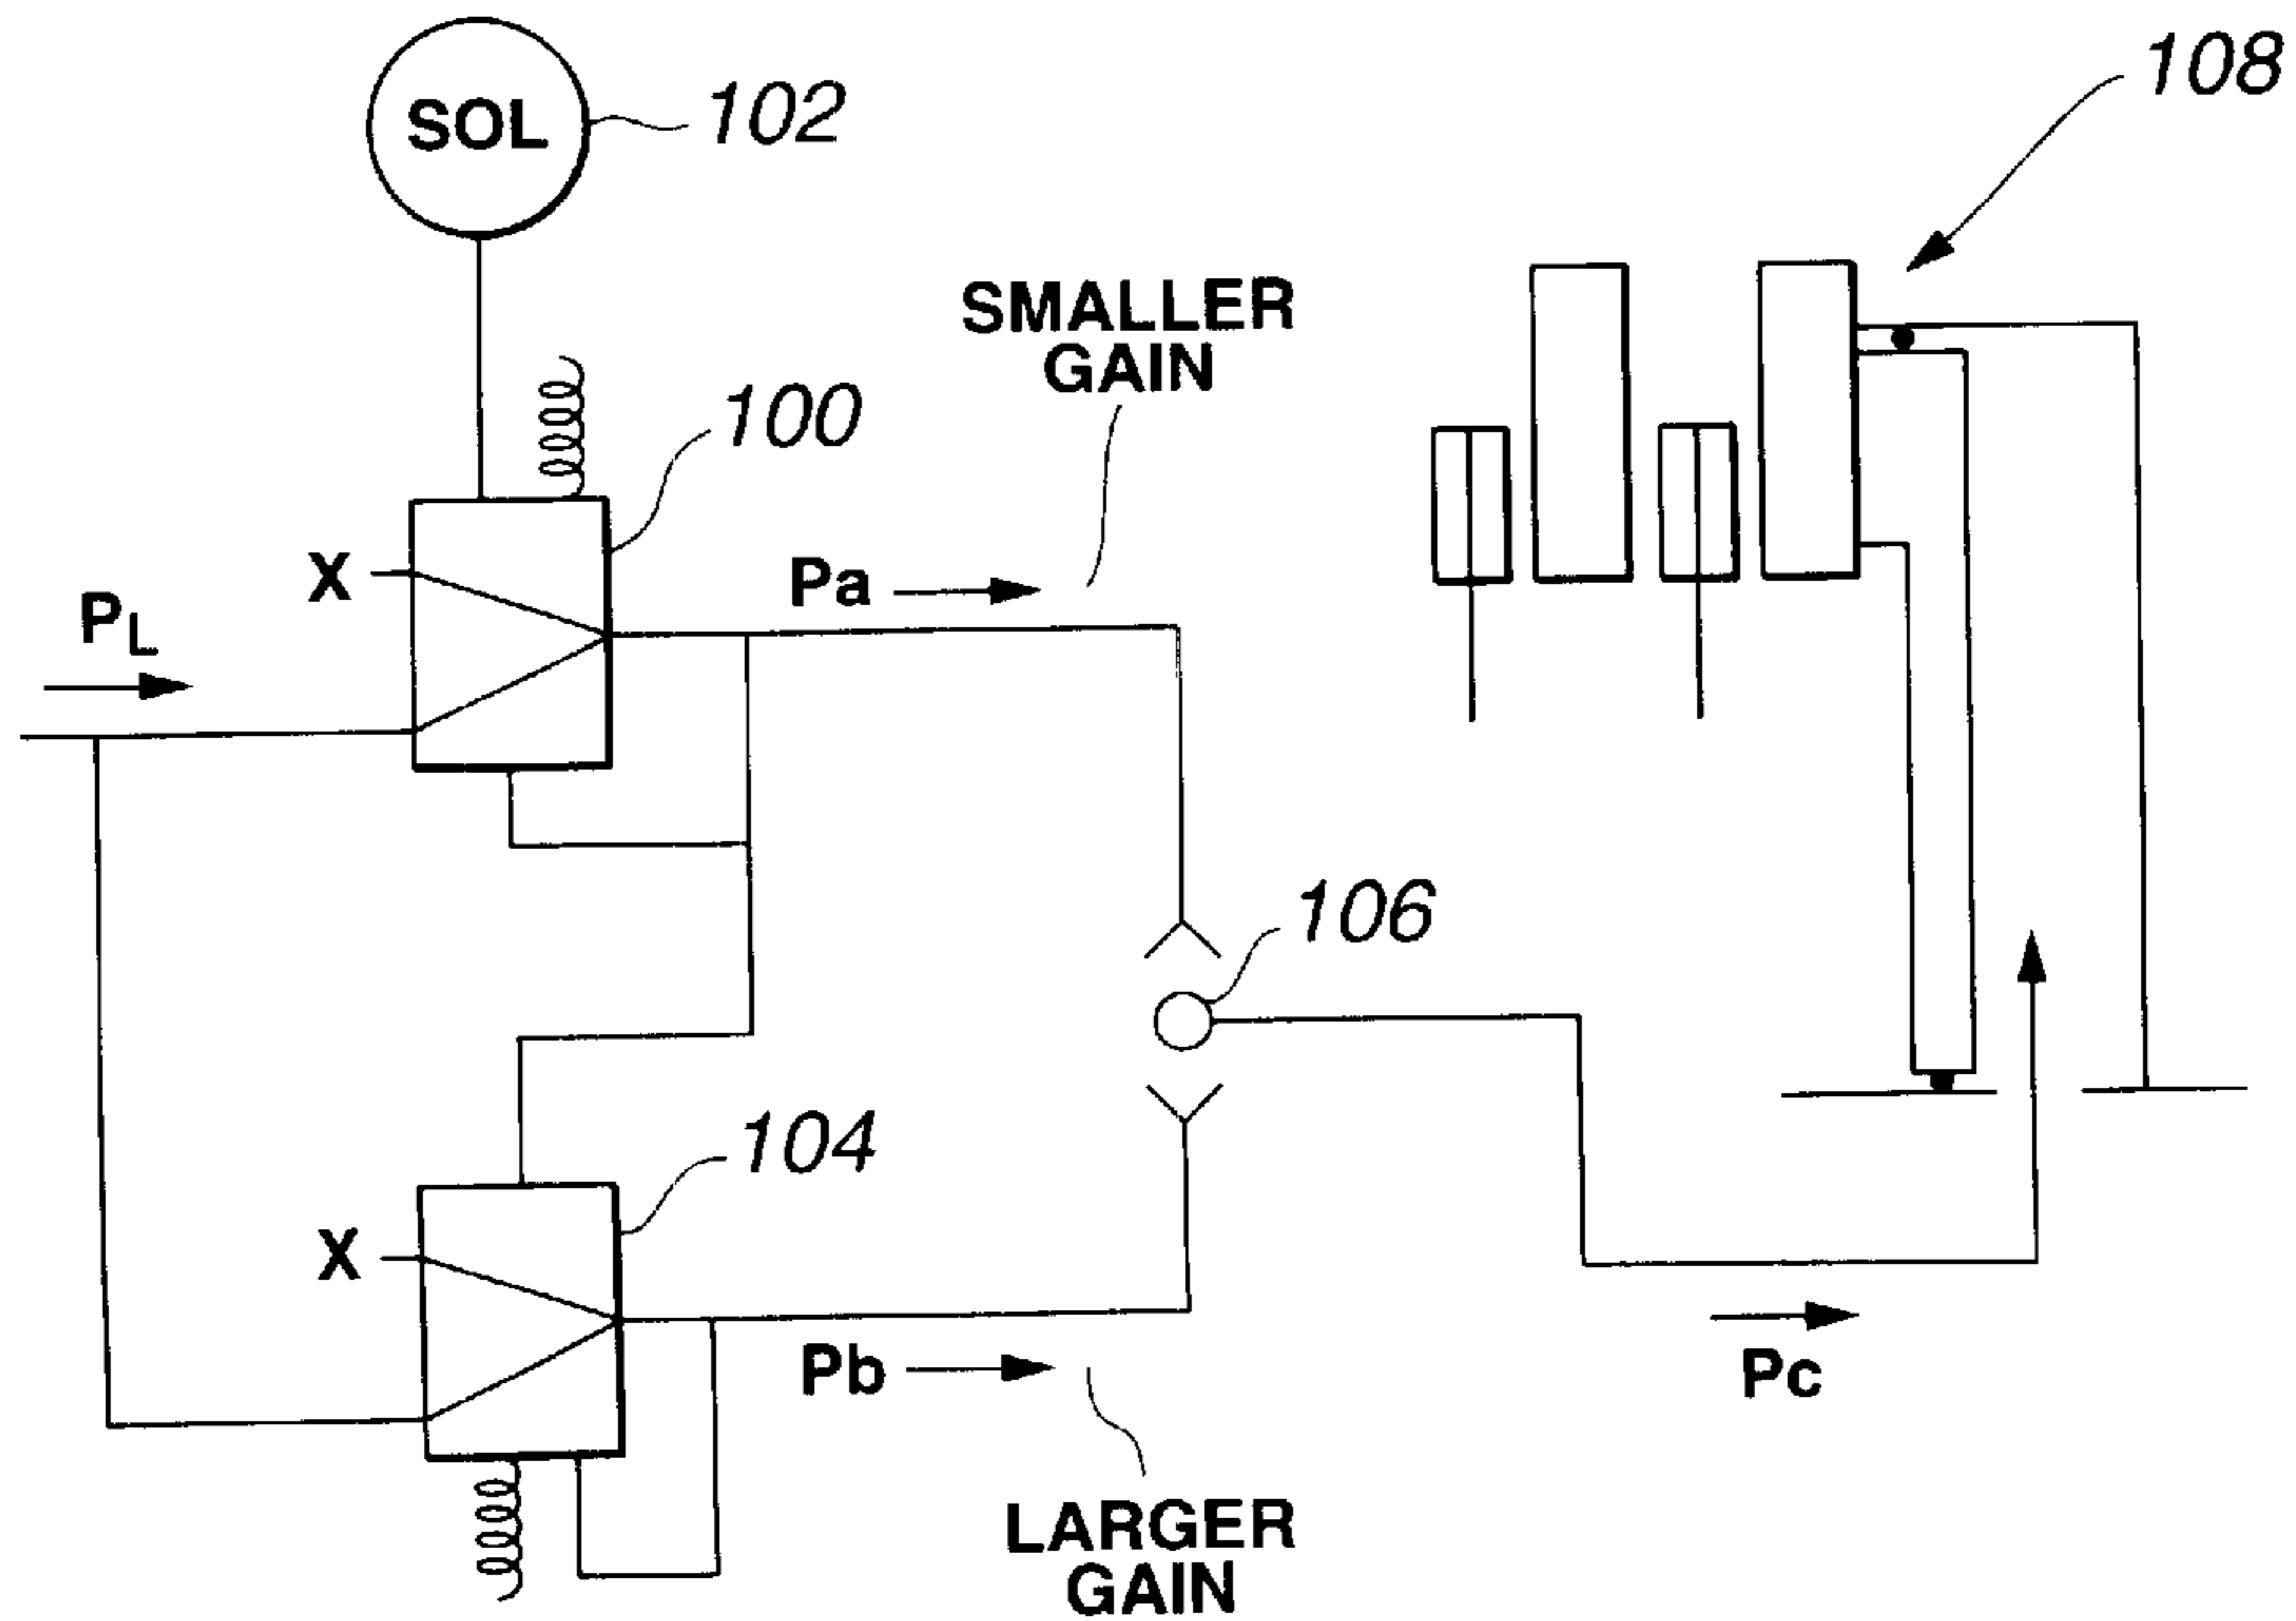 SOL
102
108
SMALLER
GAIN
100
X
Pa
PL
106
104
X
Pb
Pc
LARGER
GAIN